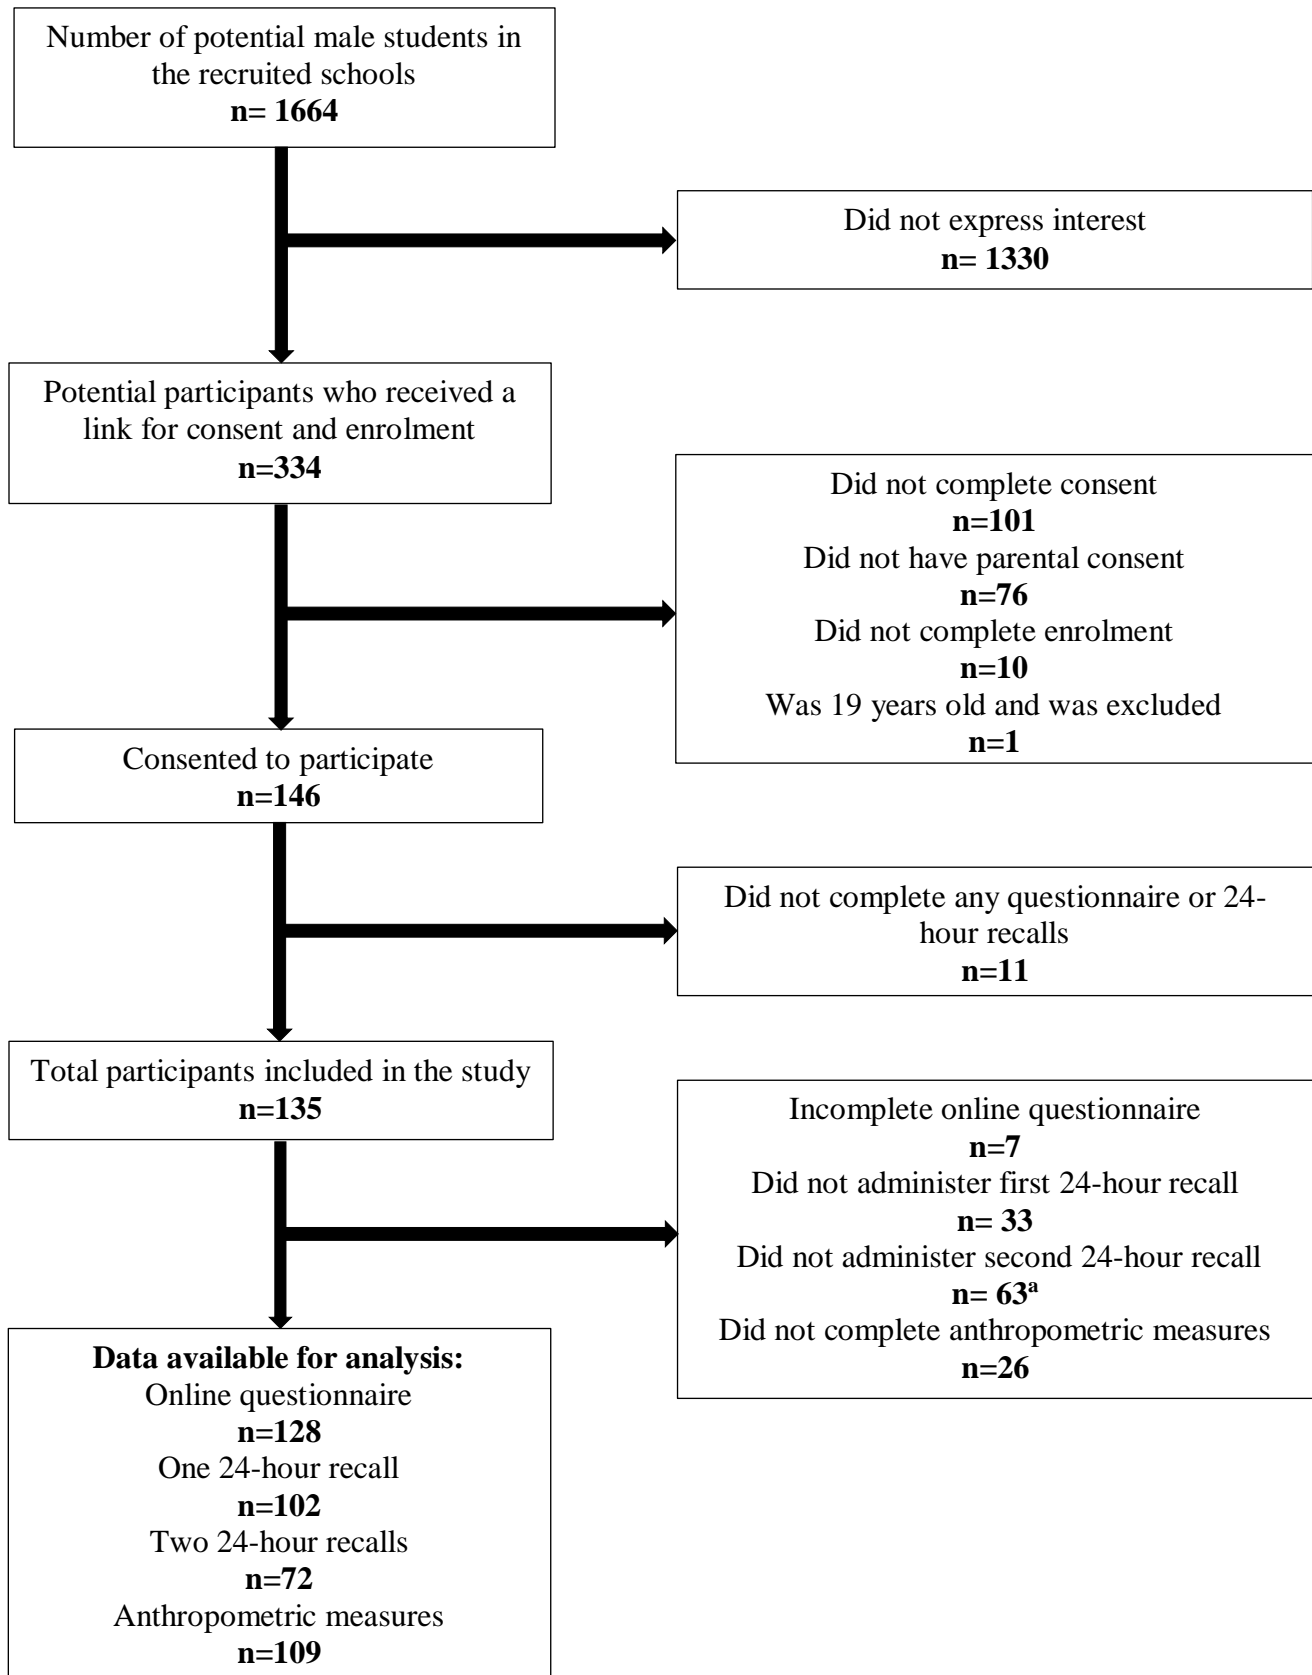 Number of potential male students in
the recruited schools
n= 1664
Did not express interest
n= 1330
Potential participants who received a
link for consent and enrolment
n=334
Did not complete consent
n=101
Did not have parental consent
n=76
Did not complete enrolment
n=10
Was 19 years old and was excluded
n=1
Consented to participate
n=146
Did not complete any questionnaire or 24-
hour recalls
n=11
Total participants included in the study
n=135
Incomplete online questionnaire
n=7
Did not administer first 24-hour recall
n= 33
Did not administer second 24-hour recall
n= 63ª
Did not complete anthropometric measures
n=26
Data available for analysis:
Online questionnaire
n=128
One 24-hour recall
n=102
Two 24-hour recalls
n=72
Anthropometric measures
n=109